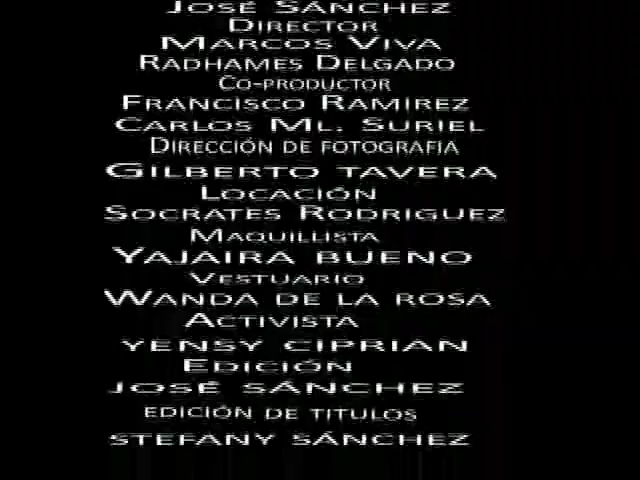 JOSÉ SÁNCHEZ
DIRECTOR
MARCOS VIVA
RADHAMES DELGADO
CO-PRODUCTOR
FRANCISCO RAMIREZ
CARLOS ML. SURIEL
DIRECCIÓN DE FOTOGRAFIA
GILBERTO TAVERA
LOCACIÓN
SOCRATES RODRIGUEZ
MAQUILLISTA
YAJAIRA BUENO
VESTUARIO
WANDA DE LA ROSA
ACTIVISTA
YENSY CIPRIAN
EDICIÓN
JOSÉ SÁNCHEZ
EDICIÓN DE TITULOS
STEFANY SÁNCHEZ